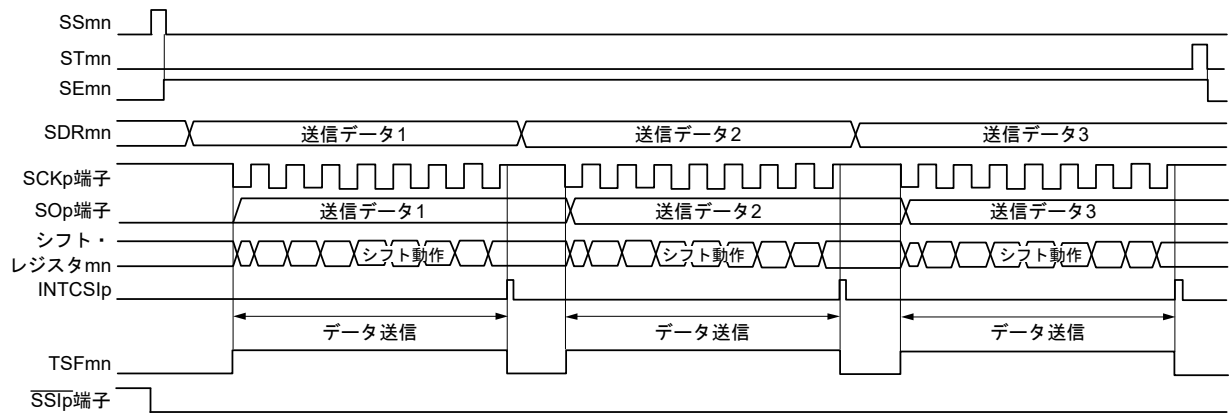 SSmn
STmn
SEmn
SDRmn 送信データ1 送信データ2 送信データ3
SCKp端子
SOp端子 送信データ1 送信データ2 送信データ3
シフト・
レジスタmn シフト動作 シフト動作 シフト動作
INTCSIp
データ送信 データ送信 データ送信
TSFmn
SSIp端子